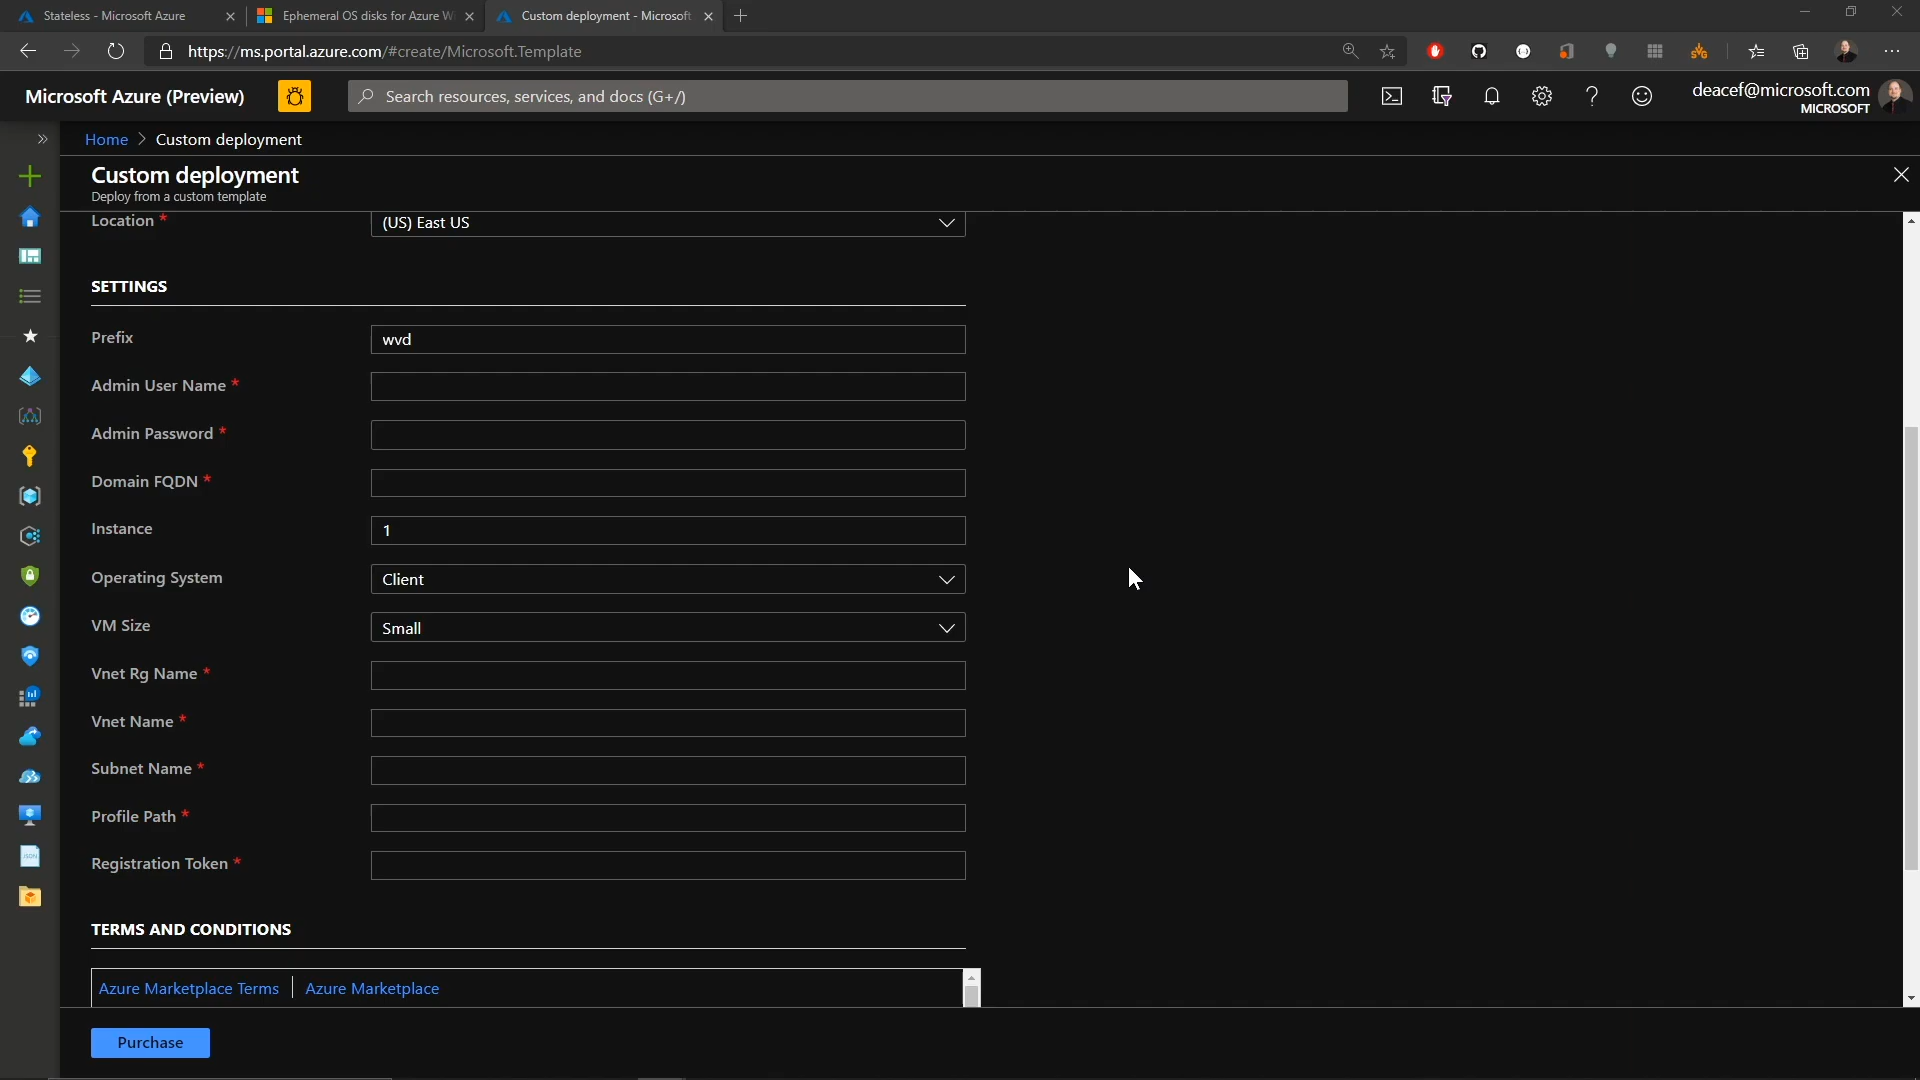 Stateless - Microsoft Azure
Ephemeral OS disks for Azure W
Custom deployment - Microsoft
https://ms.portal.azure.com/#create/Microsoft.Template
Microsoft Azure (Preview)
Search resources, services, and docs (G+/)
deacef@microsoft.com
MICROSOFT
Home > Custom deployment
Custom deployment
Deploy from a custom template
Location *
(US) East US
SETTINGS
Prefix
wvd
Admin User Name *
Admin Password *
Domain FQDN *
Instance
1
Operating System
Client
VM Size
Small
Vnet Rg Name *
Vnet Name *
Subnet Name *
Profile Path *
Registration Token *
TERMS AND CONDITIONS
Azure Marketplace Terms | Azure Marketplace
Purchase